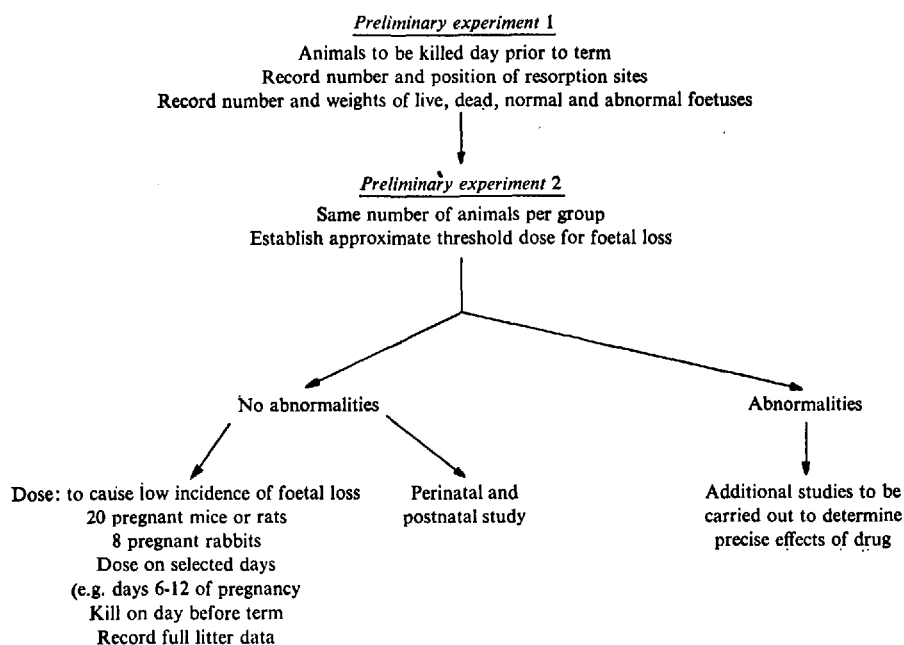 Preliminary experiment 1
Animals to be killed day prior to term
Record number and position of resorption sites
Record number and weights of live, dead, normal and abnormal foetuses
Preliminary experiment 2
Same number of animals per group
Establish approximate threshold dose for foetal loss
No abnormalities
Abnormalities
Dose: to cause low incidence of foetal loss
20 pregnant mice or rats
8 pregnant rabbits
Dose on selected days
(e.g. days 6-12 of pregnancy
Kill on day before term
Record full litter data
Perinatal and
postnatal study
Additional studies to be
carried out to determine
precise effects of drug